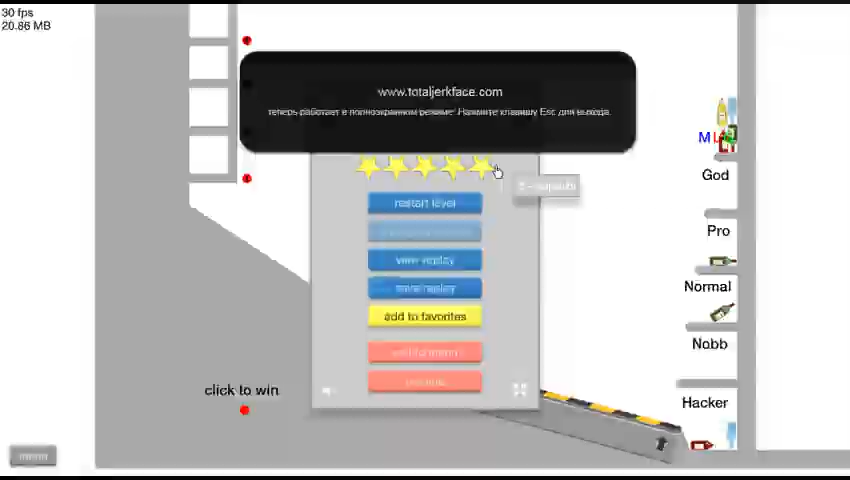 30 fps
20.86 MB
www.totaljerkface.com
теперь работает в полноэкранном режиме. Нажмите клавишу Esc для выхода.
restart level
view replay
save replay
add to favorites
click to win
menu
God
Pro
Normal
Nobb
Hacker